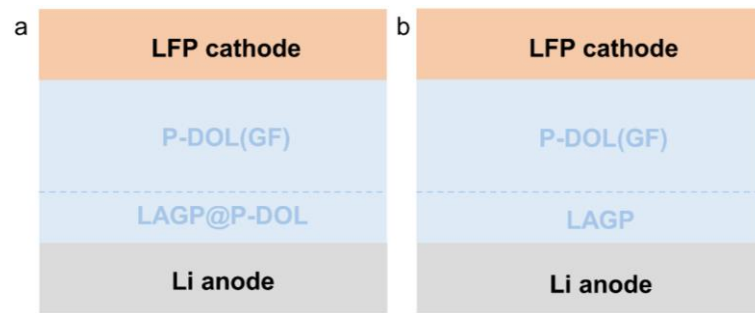 a
LFP cathode
P-DOL(GF)
LAGP@P-DOL
Li anode
b
LFP cathode
P-DOL(GF)
LAGP
Li anode